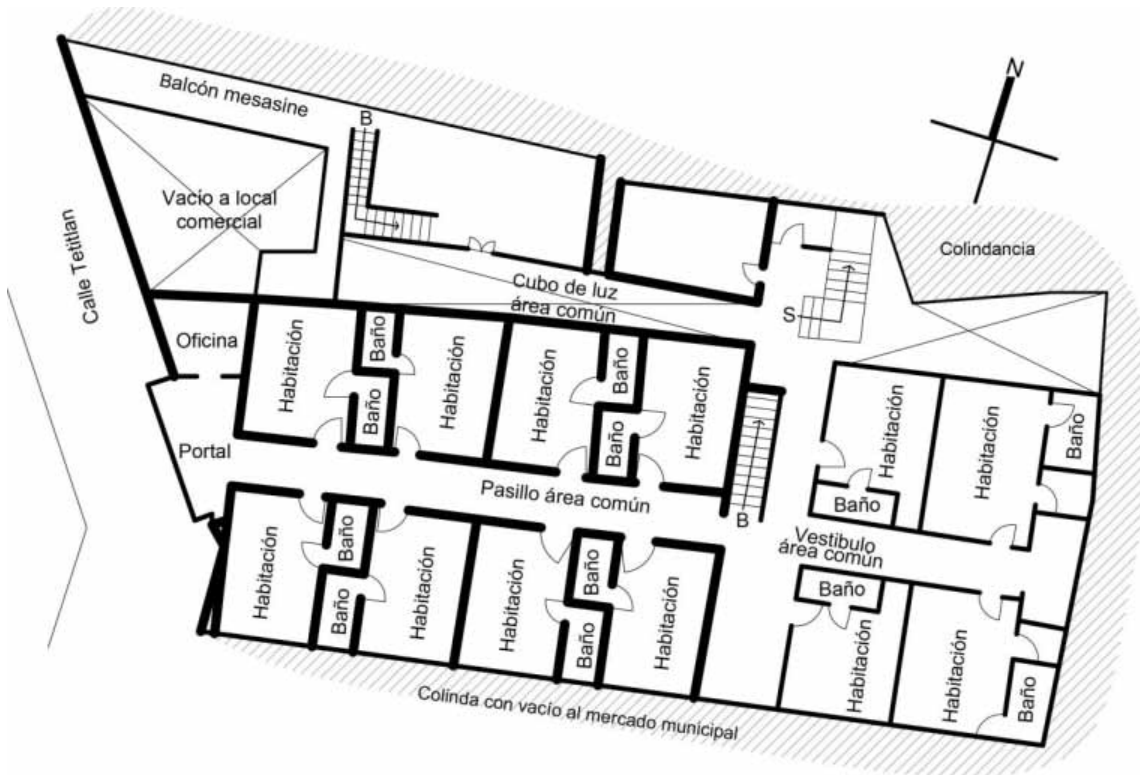 N
Balcón mesasine
B
Vacío a local
comercial
Calle Tetitlan
Colindancia
Cubo de luz
área común
S
Oficina
Habitación
Baño
Baño
Habitación
Habitación
Baño
Baño
Habitación
Habitación
Baño
Habitación
Baño
Portal
Pasillo área común
B
Vestibulo
área común
Habitación
Baño
Baño
Habitación
Habitación
Baño
Baño
Habitación
Baño
Habitación
Habitación
Baño
Colinda con vacío al mercado municipal